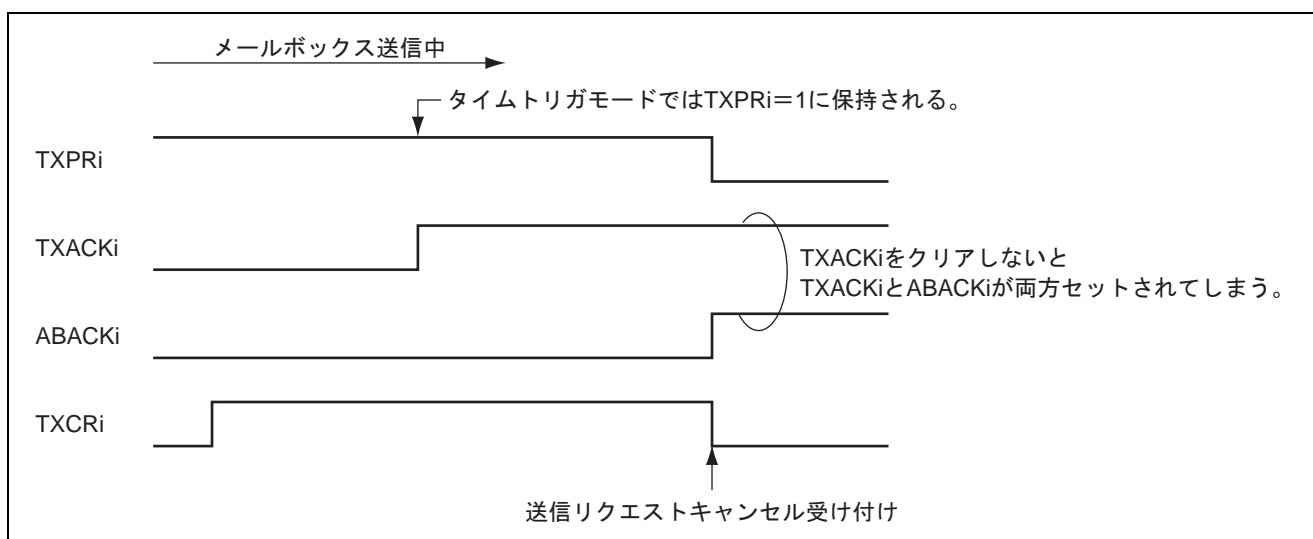 メールボックス送信中
タイムトリガモードではTXPRi＝1に保持される。
TXPRi
TXACKi
TXACKiをクリアしないと
TXACKiとABACKiが両方セットされてしまう。
ABACKi
TXCRi
送信リクエストキャンセル受け付け